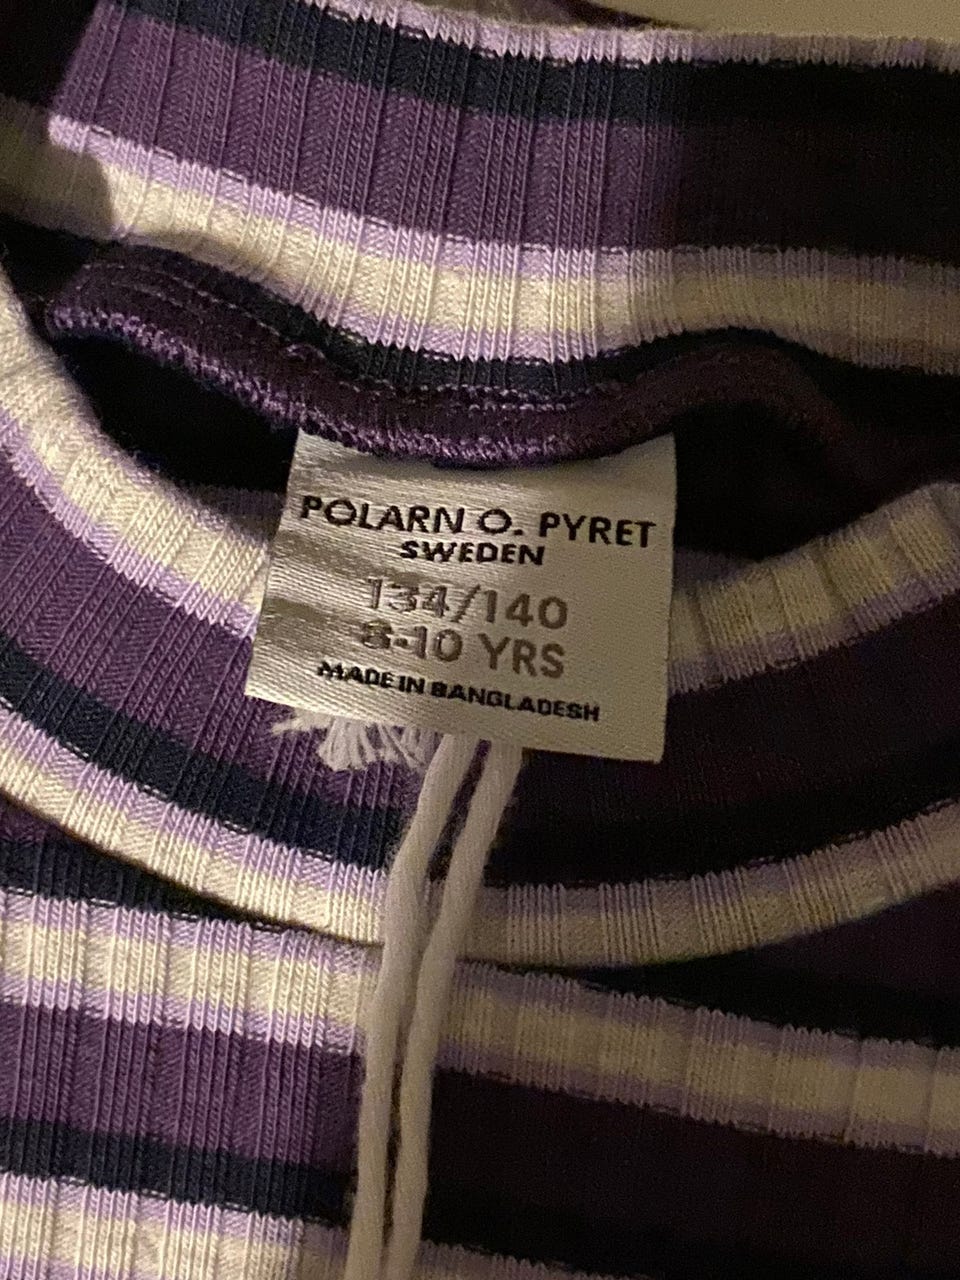 POLARN O. PYRET
SWEDEN
134/140
8-10 YRS
MADE IN BANGLADESH